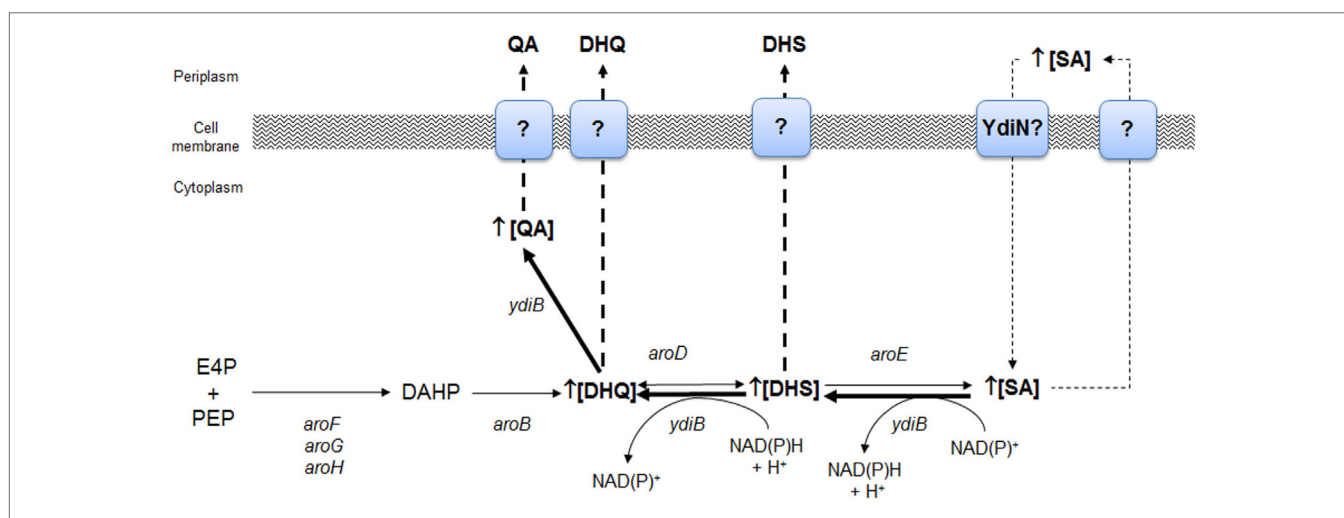 QA DHQ DHS
↑[SA]
Periplasm
? ? ? YdiN? ?
Cell
membrane
Cytoplasm
↑[QA]
ydiB
aroD aroE
E4P
+
PEP
DAHP ↑[DHQ] ↑[DHS] ↑[SA]
aroF
aroG
aroH
aroB ydiB ydiB
NAD(P)⁺
NAD(P)H
+ H⁺
NAD(P)H
+ H⁺
NAD(P)⁺